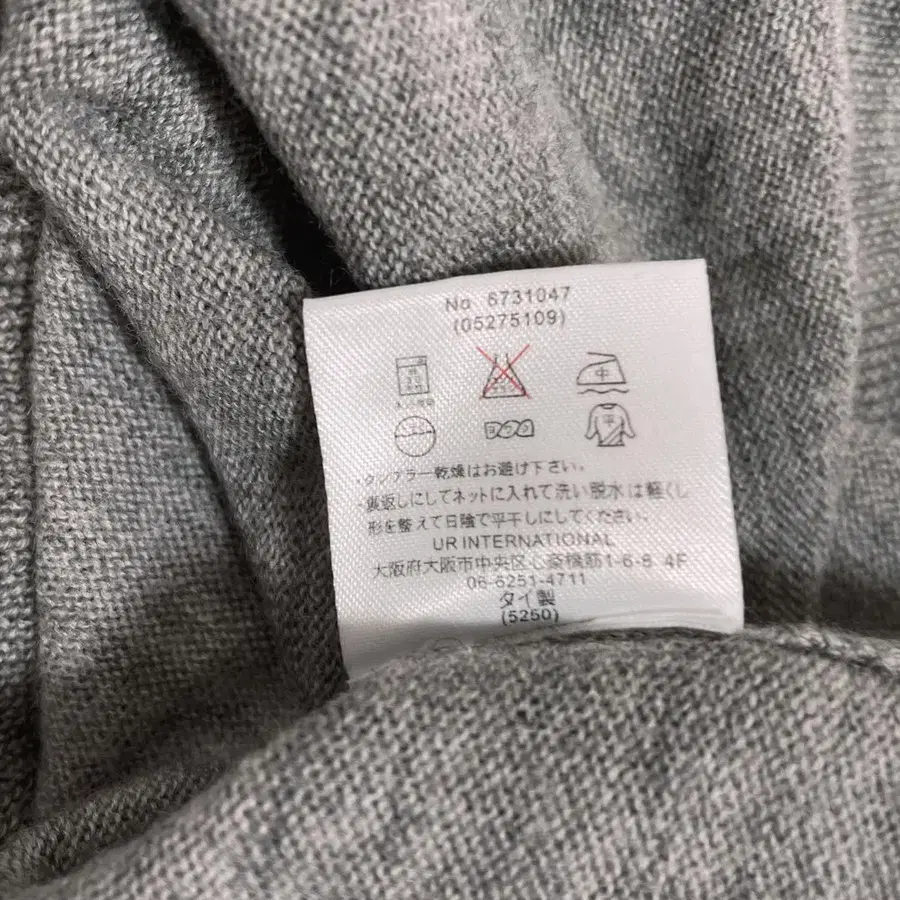 No 6731047
(05275109)
中
平
・タンブラー乾燥はお避け下さい。
・裏返しにしてネットに入れて洗い脱水は軽くし
形を整えて日陰で平干しにしてください。
UR INTERNATIONAL
大阪府大阪市中央区心斎橋筋1-6-8 4F
06-6251-4711
タイ製
(5250)